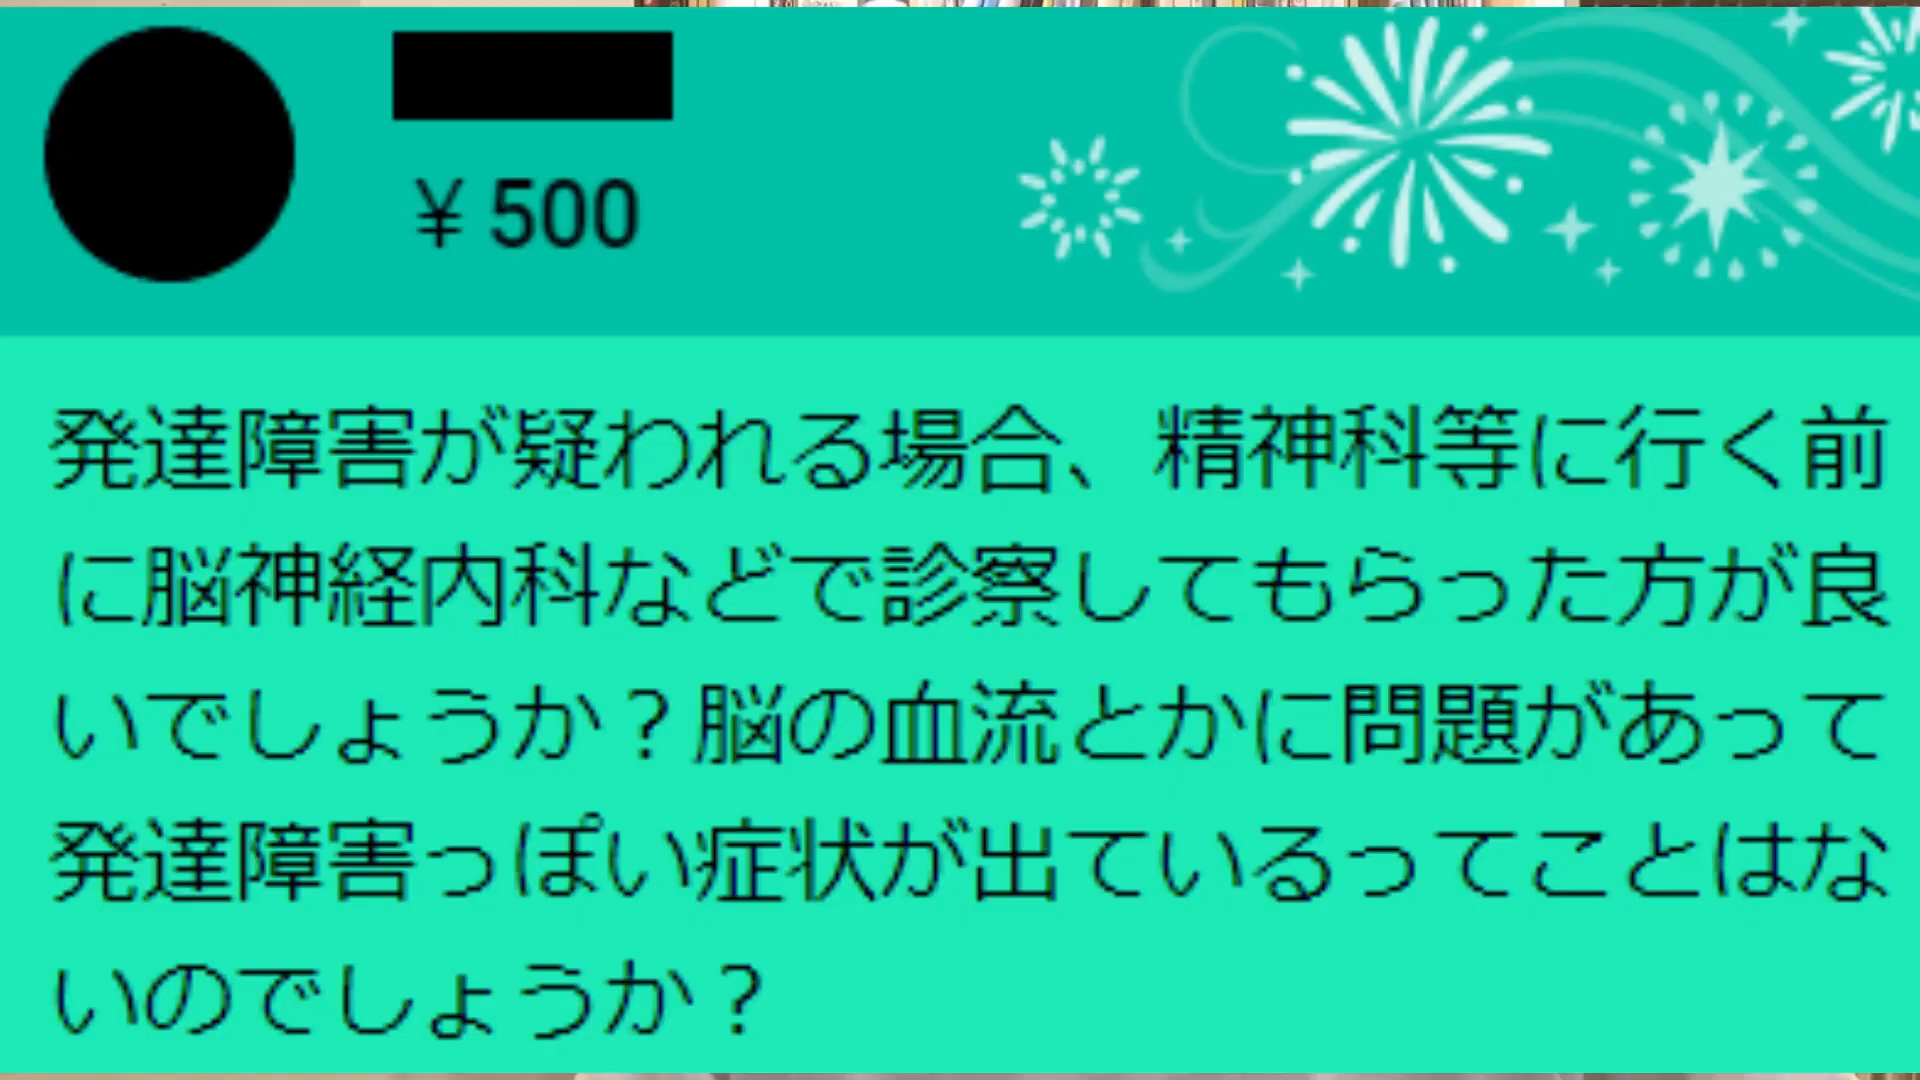 ¥ 500
発達障害が疑われる場合、精神科等に行く前
に脳神経内科などで診察してもらった方が良
いでしょうか？脳の血流とかに問題があって
発達障害っぽい症状が出ているってことはな
いのでしょうか？